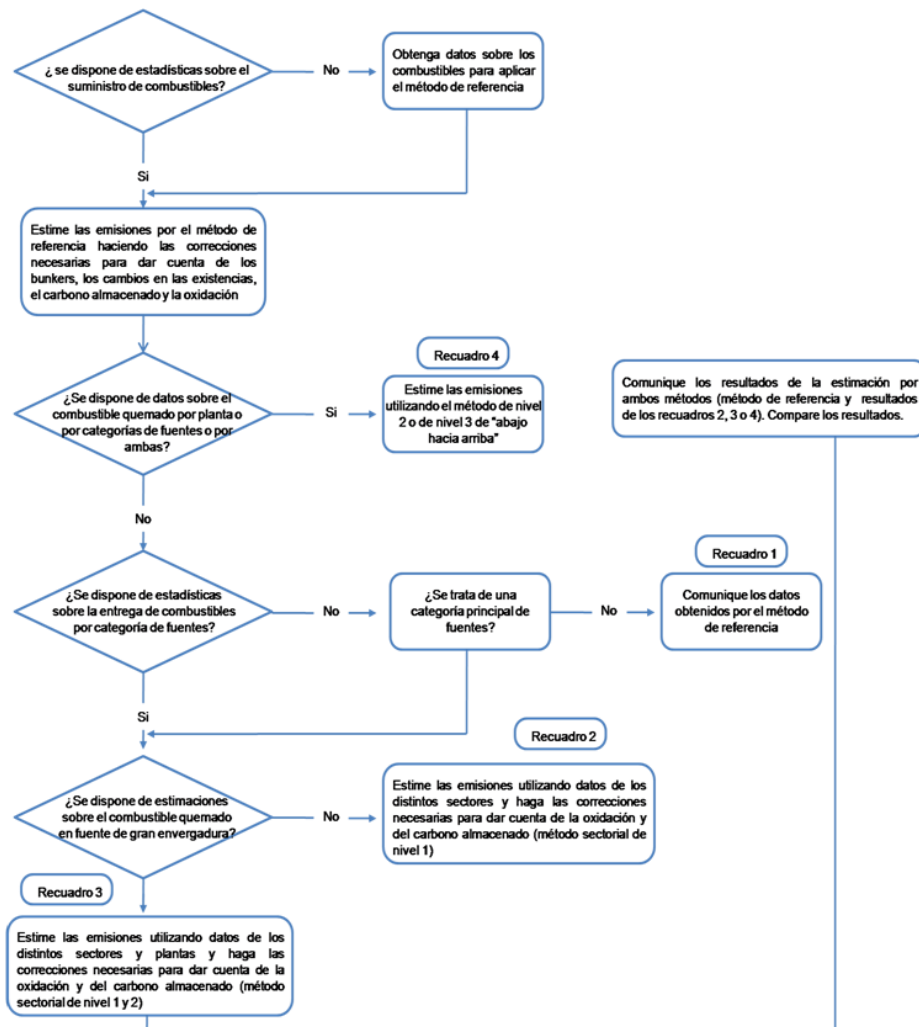 ¿ se dispone de estadísticas sobre el
suministro de combustibles?
No
Obtenga datos sobre los
combustibles para aplicar
el método de referencia
Si
Estime las emisiones por el método de
referencia haciendo las correcciones
necesarias para dar cuenta de los
bunkers, los cambios en las existencias,
el carbono almacenado y la oxidación
¿Se dispone de datos sobre el
combustible quemado por planta o
por categorías de fuentes o por
ambas?
Si
Recuadro 4
Estime las emisiones
utilizando el método de nivel
2 o de nivel 3 de "abajo
hacia arriba"
Comunique los resultados de la estimación por
ambos métodos (método de referencia y resultados
de los recuadros 2, 3 o 4). Compare los resultados.
No
¿Se dispone de estadísticas
sobre la entrega de combustibles
por categoría de fuentes?
No
¿Se trata de una
categoría principal de
fuentes?
No
Recuadro 1
Comunique los datos
obtenidos por el método
de referencia
Si
Recuadro 2
¿Se dispone de estimaciones
sobre el combustible quemado
en fuente de gran envergadura?
No
Estime las emisiones utilizando datos de los
distintos sectores y haga las correcciones
necesarias para dar cuenta de la oxidación y
del carbono almacenado (método sectorial de
nivel 1)
Recuadro 3
Estime las emisiones utilizando datos de los
distintos sectores y plantas y haga las
correcciones necesarias para dar cuenta de la
oxidación y del carbono almacenado (método
sectorial de nivel 1 y 2)